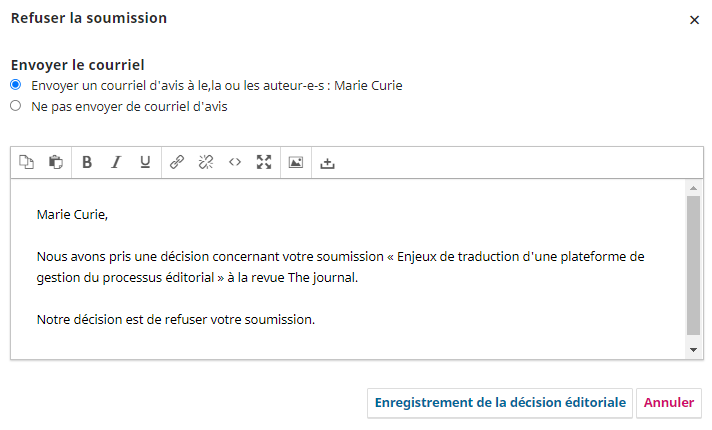 Refuser la soumission
Envoyer le courriel
Envoyer un courriel d'avis à le,la ou les auteur-e-s : Marie Curie
Ne pas envoyer de courriel d'avis
B I U
Marie Curie,
Nous avons pris une décision concernant votre soumission « Enjeux de traduction d'une plateforme de
gestion du processus éditorial » à la revue The journal.
Notre décision est de refuser votre soumission.
Enregistrement de la décision éditoriale Annuler